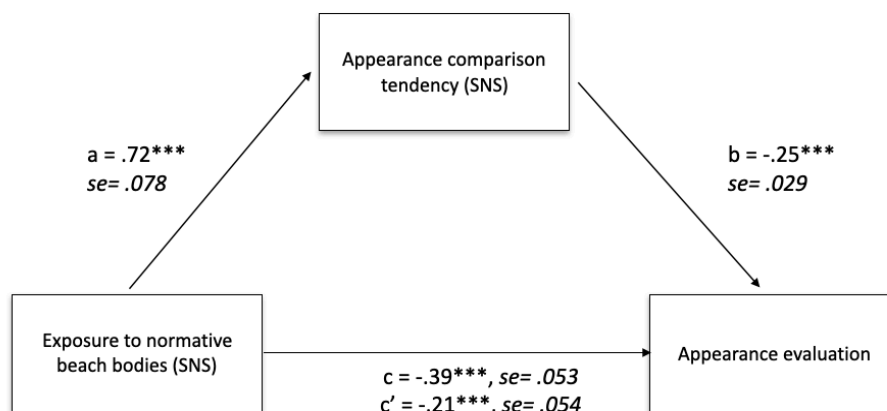 Appearance comparison
tendency (SNS)
a = .72***
se= .078
b = -.25***
se= .029
Exposure to normative
beach bodies (SNS)
Appearance evaluation
c = -.39***, se= .053
c’ = -.21***, se= .054